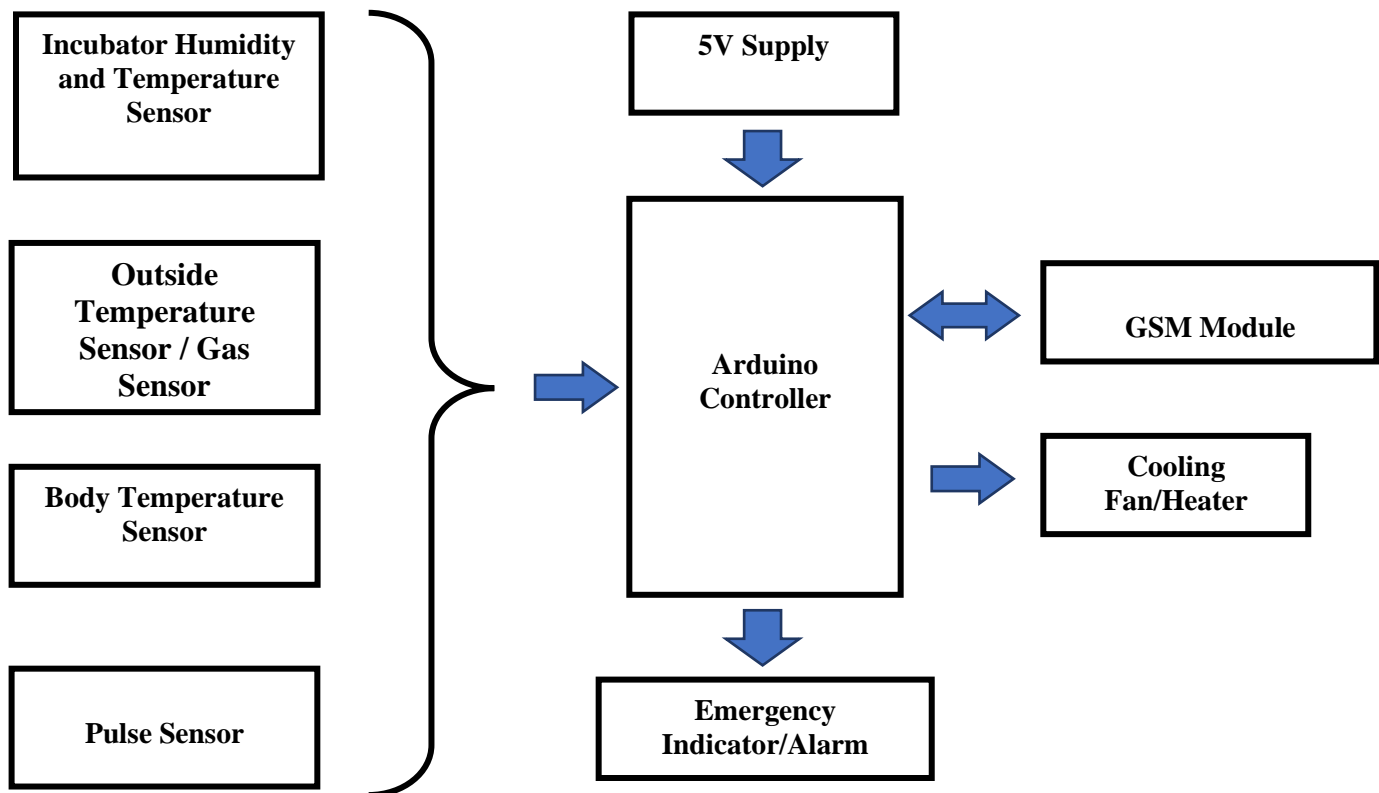 Incubator Humidity
and Temperature
Sensor
Outside
Temperature
Sensor / Gas
Sensor
Body Temperature
Sensor
Pulse Sensor
5V Supply
Arduino
Controller
GSM Module
Cooling
Fan/Heater
Emergency
Indicator/Alarm